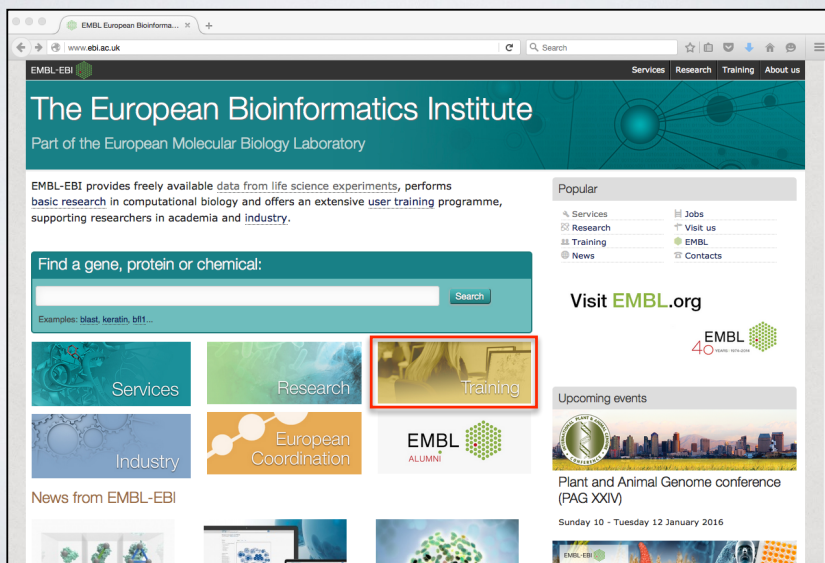 EMBL European Bioinforma... × +
www.ebi.ac.uk
Search
EMBL-EBI
Services Research Training About us
The European Bioinformatics Institute
Part of the European Molecular Biology Laboratory
EMBL-EBI provides freely available data from life science experiments, performs
basic research in computational biology and offers an extensive user training programme,
supporting researchers in academia and industry.
Find a gene, protein or chemical:
Search
Examples: blast, keratin, bfl1...
Services
Research
Training
Industry
European
Coordination
EMBL
ALUMNI
News from EMBL-EBI
Popular
Services Jobs
Research Visit us
Training EMBL
News Contacts
Visit EMBL.org
EMBL
40 YEARS · 1974-2014
Upcoming events
Plant and Animal Genome conference
(PAG XXIV)
Sunday 10 - Tuesday 12 January 2016
EMBL-EBI